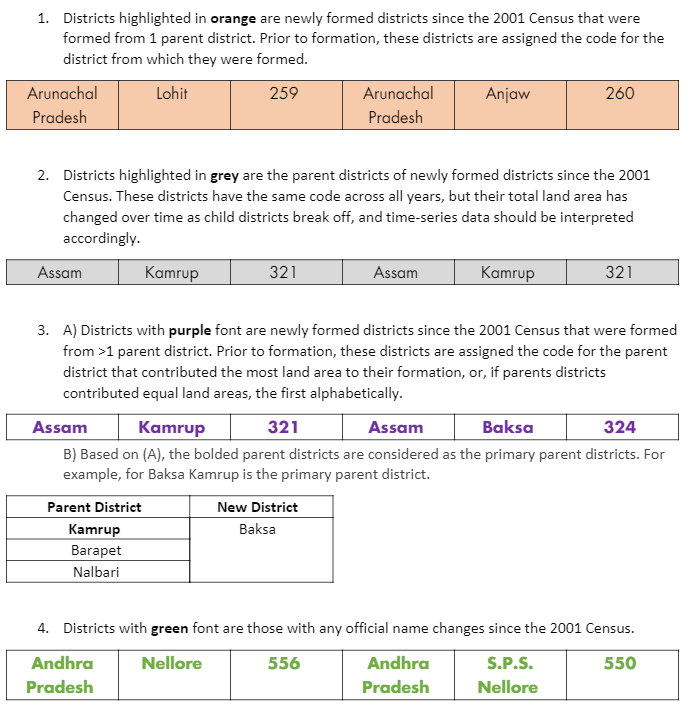 1. Districts highlighted in orange are newly formed districts since the 2001 Census that were
formed from 1 parent district. Prior to formation, these districts are assigned the code for the
district from which they were formed.
Arunachal Pradesh Lohit 259 Arunachal Pradesh Anjaw 260
2. Districts highlighted in grey are the parent districts of newly formed districts since the 2001
Census. These districts have the same code across all years, but their total land area has
changed over time as child districts break off, and time-series data should be interpreted
accordingly.
Assam Kamrup 321 Assam Kamrup 321
3. A) Districts with purple font are newly formed districts since the 2001 Census that were formed
from >1 parent district. Prior to formation, these districts are assigned the code for the parent
district that contributed the most land area to their formation, or, if parents districts
contributed equal land areas, the first alphabetically.
Assam Kamrup 321 Assam Baksa 324
B) Based on (A), the bolded parent districts are considered as the primary parent districts. For
example, for Baksa Kamrup is the primary parent district.
Parent District New District
Kamrup Baksa
Barapet
Nalbari
4. Districts with green font are those with any official name changes since the 2001 Census.
Andhra Pradesh Nellore 556 Andhra Pradesh S.P.S. Nellore 550